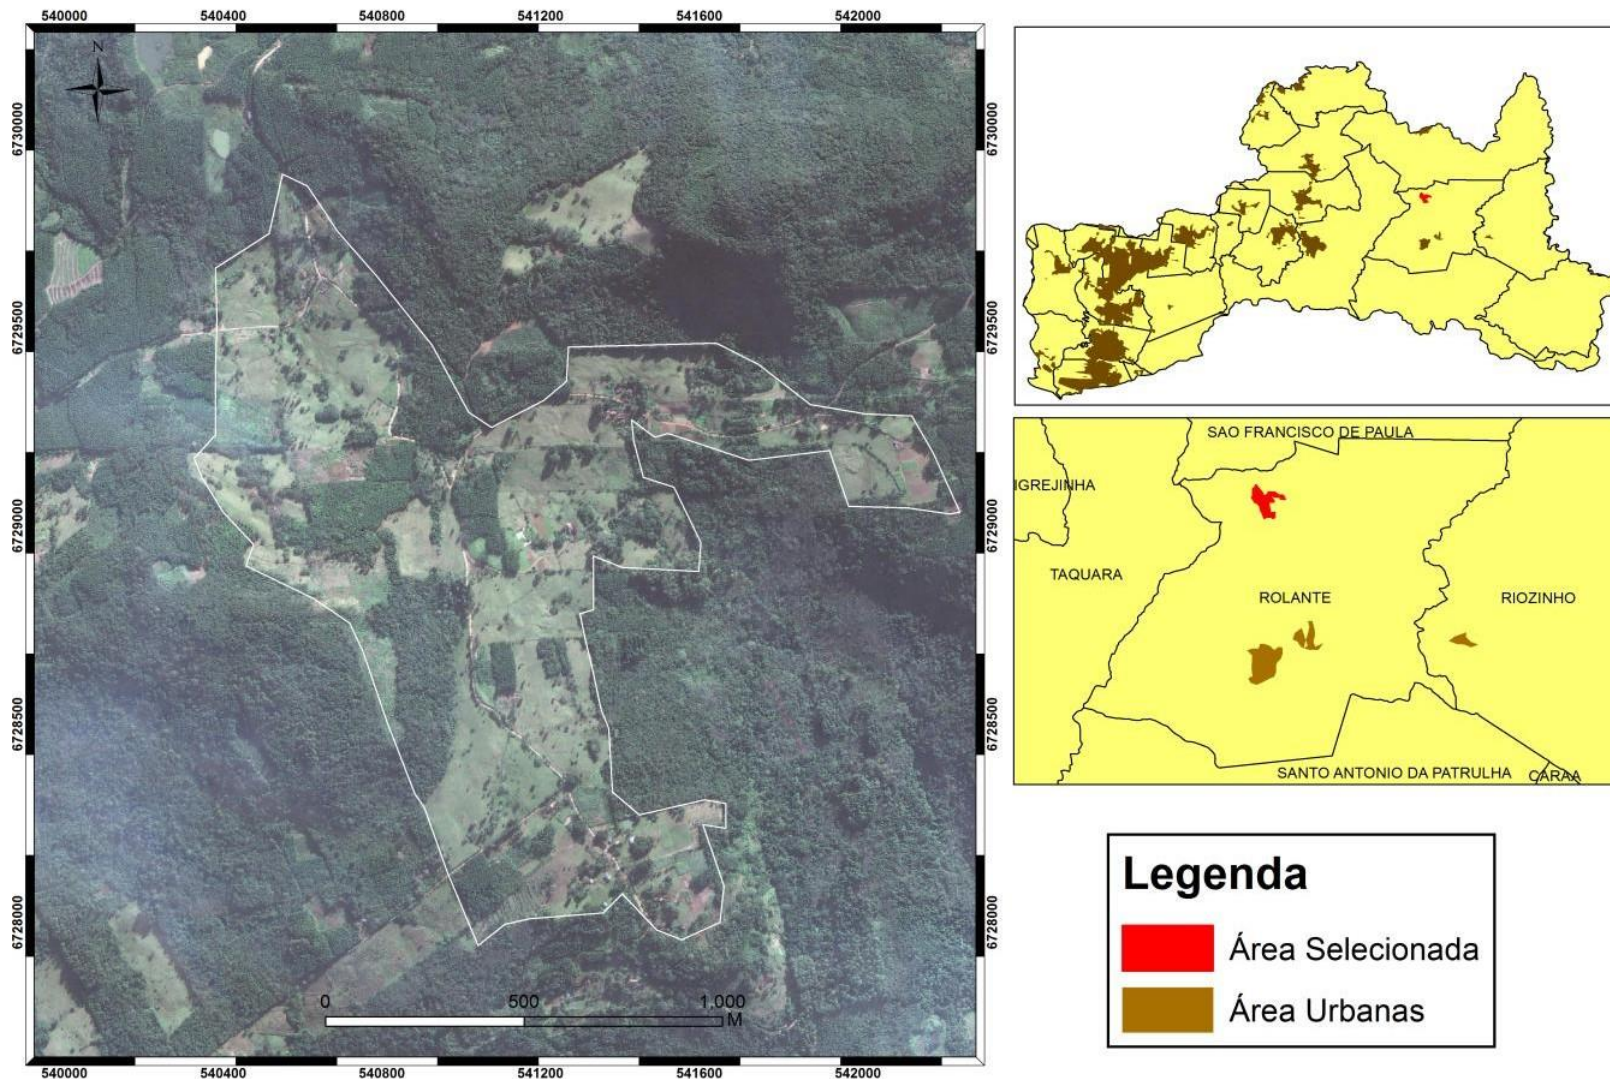 540000 540800 541200 541600 542000
N
6730000
6729500
6729000
6728500
6728000
6730000
6729500
6729000
6728500
6728000
0 500 1,000
M
540000 540400 540800 541200 541600 542000
SAO FRANCISCO DE PAULA
IGREJINHA
TAQUARA
ROLANTE
RIOZINHO
SANTO ANTONIO DA PATRULHA
CARAA
Legenda
Área Selecionada
Área Urbanas